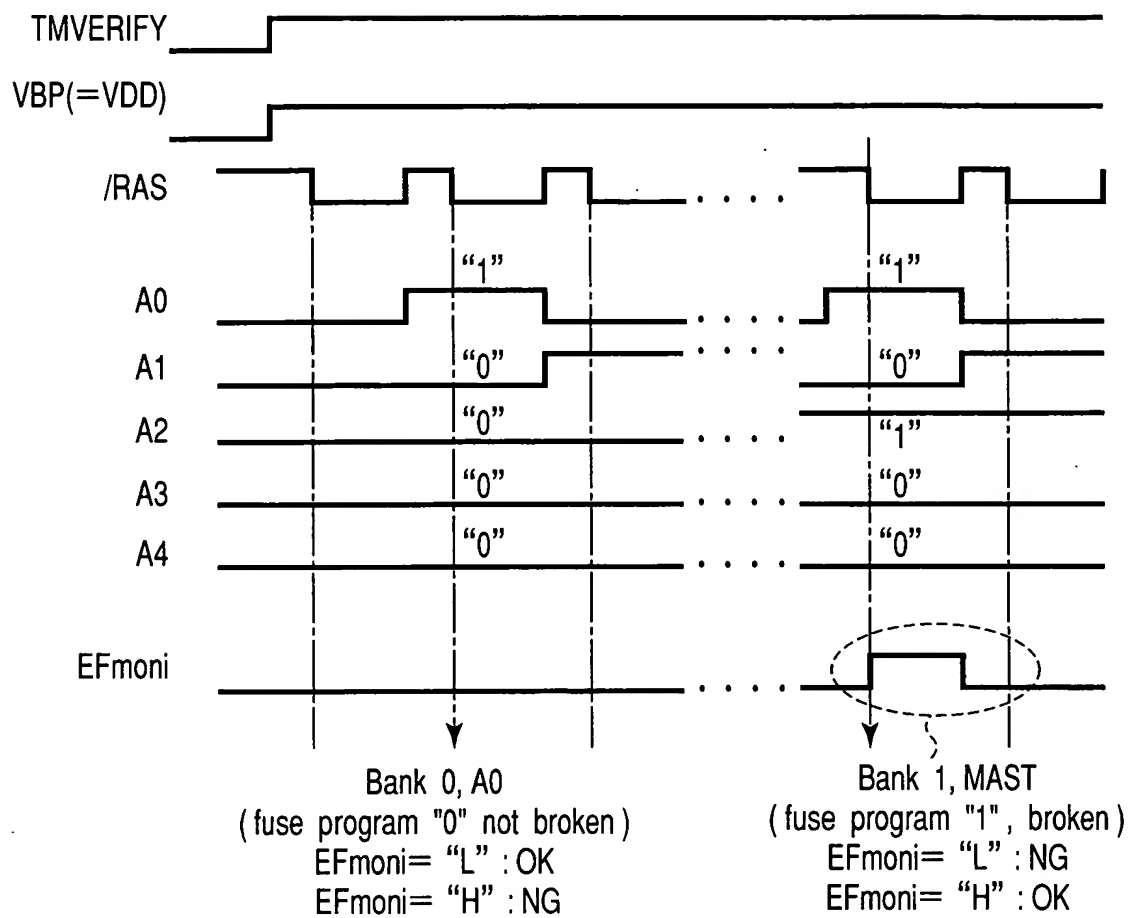 TMVERIFY
VBP(=VDD)
/RAS
“1” “1”
A0
A1 “0” “0”
A2 “0” “1”
A3 “0” “0”
A4 “0” “0”
EFmoni
Bank 0, A0
(fuse program "0" not broken)
EFmoni= “L” : OK
EFmoni= “H” : NG
Bank 1, MAST
(fuse program "1", broken)
EFmoni= “L” : NG
EFmoni= “H” : OK